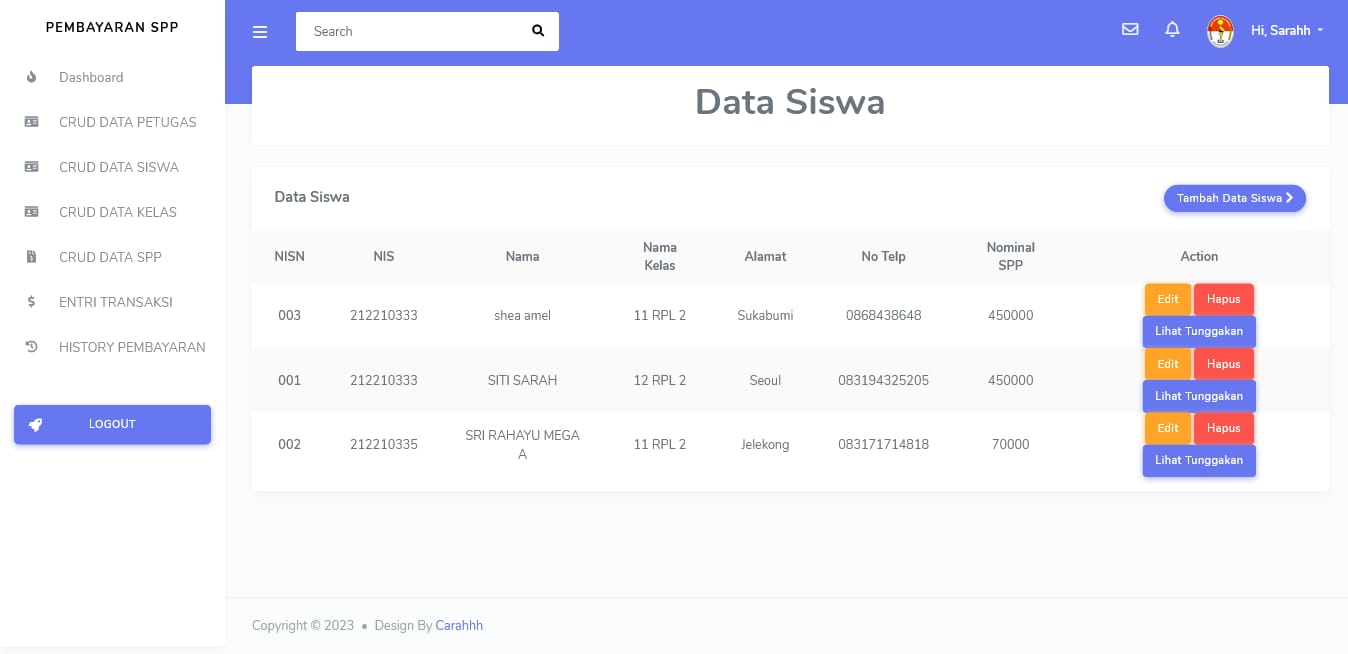 PEMBAYARAN SPP
Search
Hi, Sarahh
Dashboard
CRUD DATA PETUGAS
CRUD DATA SISWA
CRUD DATA KELAS
CRUD DATA SPP
ENTRI TRANSAKSI
HISTORY PEMBAYARAN
LOGOUT
Data Siswa
Data Siswa
Tambah Data Siswa
NISN NIS Nama Nama Kelas Alamat No Telp Nominal SPP Action
003 212210333 shea amel 11 RPL 2 Sukabumi 0868438648 450000 Edit Hapus
Lihat Tunggakan
001 212210333 SITI SARAH 12 RPL 2 Seoul 083194325205 450000 Edit Hapus
Lihat Tunggakan
002 212210335 SRI RAHAYU MEGA A 11 RPL 2 Jelekong 083171714818 70000 Edit Hapus
Lihat Tunggakan
Copyright © 2023 • Design By Carahhh